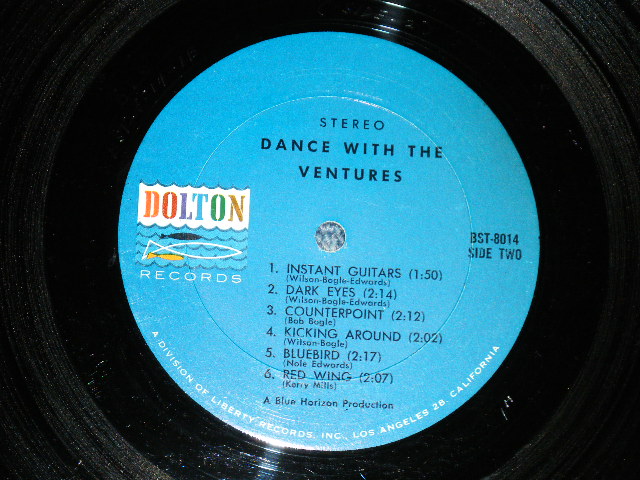 STEREO
DANCE WITH THE
VENTURES
DOLTON
RECORDS
BST-8014
SIDE TWO
1. INSTANT GUITARS (1:50)
(Wilson-Bogle-Edwards)
2. DARK EYES (2:14)
(Wilson-Bogle-Edwards)
3. COUNTERPOINT (2:12)
(Bob Bogle)
4. KICKING AROUND (2:02)
(Wilson-Bogle)
5. BLUEBIRD (2:17)
(Nole Edwards)
6. RED WING (2:07)
(Kerry Mills)
A Blue Horizon Production
A DIVISION OF LIBERTY RECORDS, INC., LOS ANGELES 28, CALIFORNIA